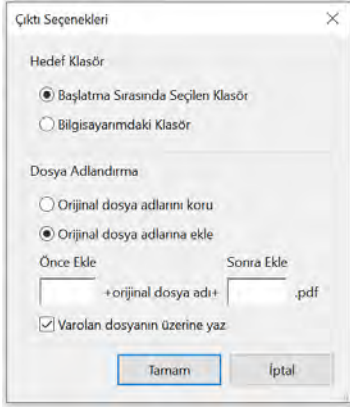 Çıktı Seçenekleri
Hedef Klasör
Başlatma Sırasında Seçilen Klasör
Bilgisayarımdaki Klasör
Dosya Adlandırma
Orijinal dosya adlarını koru
Orijinal dosya adlarına ekle
Önce Ekle Sonra Ekle
+orijinal dosya adı+ .pdf
Varolan dosyanın üzerine yaz
Tamam İptal